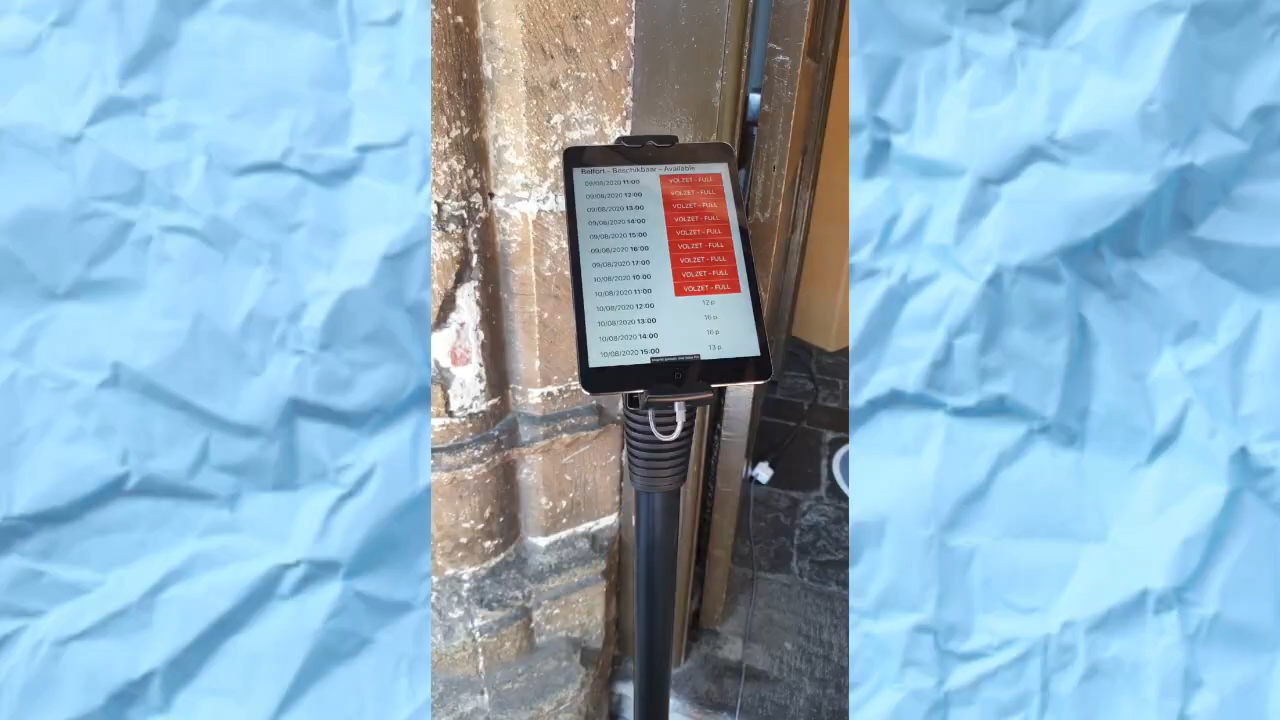 Belfort - Beschikbaar - Available
09/08/2020 11:00 VOLZET - FULL
09/08/2020 12:00 VOLZET - FULL
09/08/2020 13:00 VOLZET - FULL
09/08/2020 14:00 VOLZET - FULL
09/08/2020 15:00 VOLZET - FULL
09/08/2020 16:00 VOLZET - FULL
09/08/2020 17:00 VOLZET - FULL
10/08/2020 10:00 VOLZET - FULL
10/08/2020 11:00 VOLZET - FULL
10/08/2020 12:00 12 p.
10/08/2020 13:00 16 p.
10/08/2020 14:00 16 p.
10/08/2020 15:00 13 p.